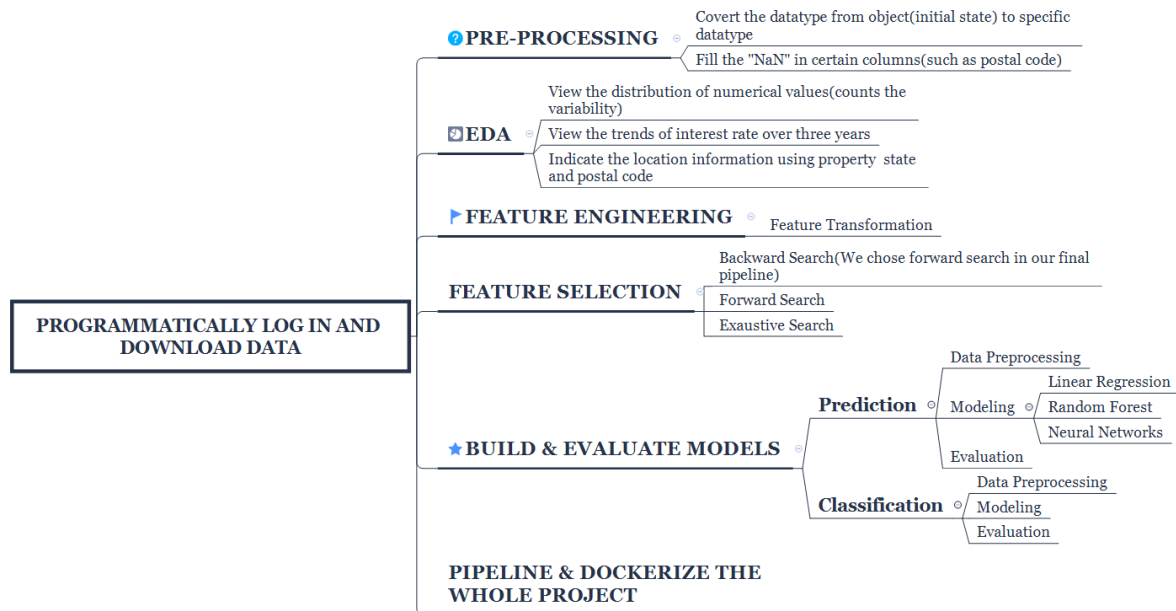 Covert the datatype from object(initial state) to specific
datatype
PRE-PROCESSING
Fill the "NaN" in certain columns(such as postal code)
View the distribution of numerical values(counts the
variability)
EDA
View the trends of interest rate over three years
Indicate the location information using property state
and postal code
FEATURE ENGINEERING
Feature Transformation
Backward Search(We chose forward search in our final
pipeline)
FEATURE SELECTION
Forward Search
Exaustive Search
PROGRAMMATICALLY LOG IN AND
DOWNLOAD DATA
Data Preprocessing
Linear Regression
Prediction
Modeling
Random Forest
Neural Networks
BUILD & EVALUATE MODELS
Evaluation
Data Preprocessing
Classification
Modeling
Evaluation
PIPELINE & DOCKERIZE THE
WHOLE PROJECT